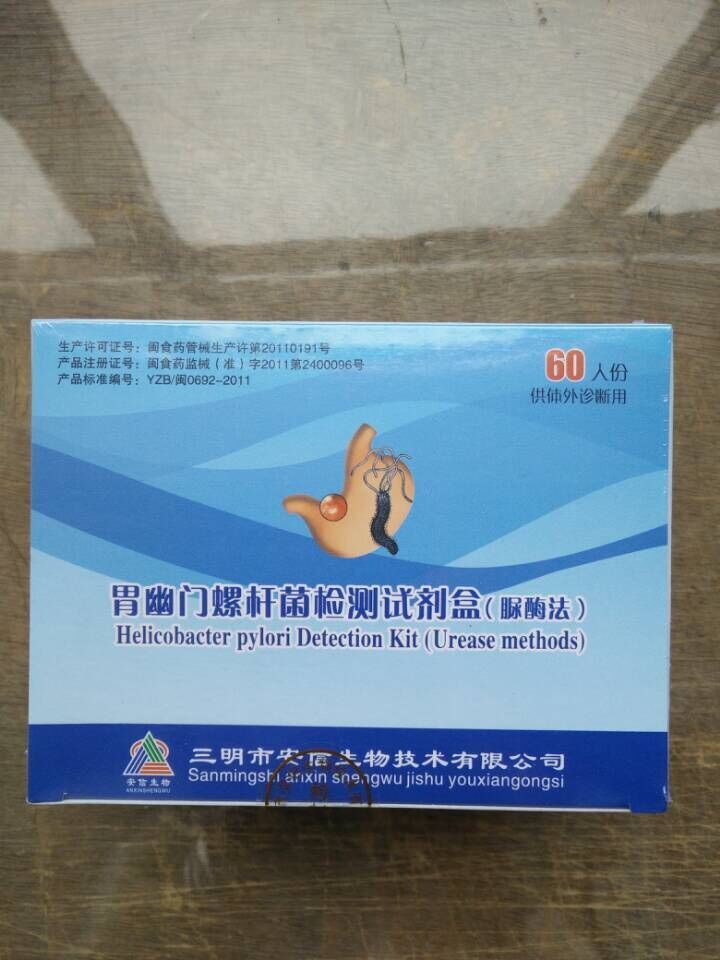 生产许可证号：闽食药管械生产许第20110191号
产品注册证号：闽食药监械（准）字2011第2400096号
产品标准编号：YZB/闽0692-2011
60人份
供体外诊断用
胃幽门螺杆菌检测试剂盒（脲酶法）
Helicobacter pylori Detection Kit (Urease methods)
安信生物
ANXINSHENGWU
三明市安信生物技术有限公司
Sanmingshi anxin shengwu jishu youxiangongsi